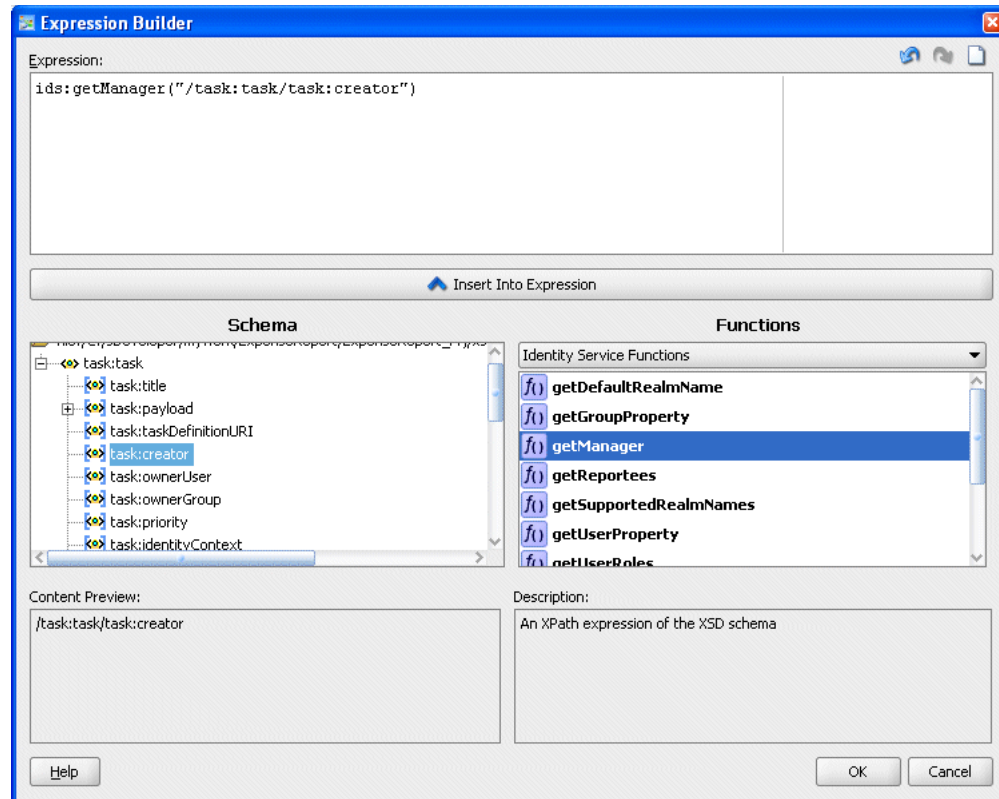 Expression Builder
Expression:
ids:getManager("/task:task/task:creator")
Insert Into Expression
Schema
Functions
task:task
task:title
task:payload
task:taskDefinitionURI
task:creator
task:ownerUser
task:ownerGroup
task:priority
task:identityContext
Identity Service Functions
f() getDefaultRealmName
f() getGroupProperty
f() getManager
f() getReportees
f() getSupportedRealmNames
f() getUserProperty
f() getUserRoles
Content Preview:
/task:task/task:creator
Description:
An XPath expression of the XSD schema
Help
OK
Cancel